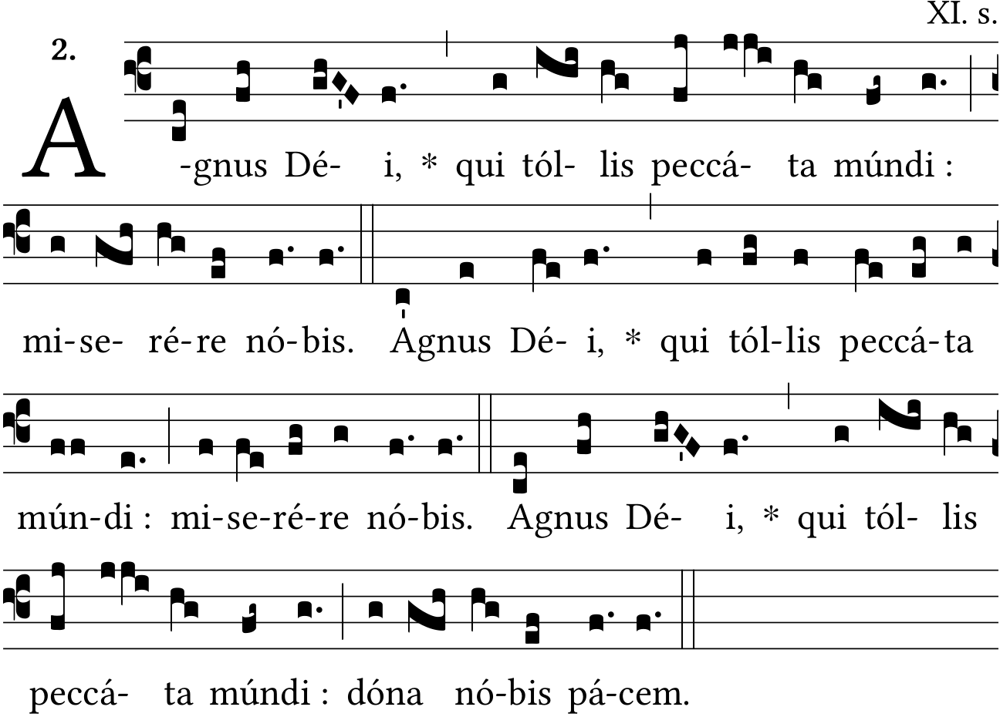 XI. s.
2.
A-gnus Dé- i, * qui tól- lis peccá- ta múndi :
mi-se- ré-re nó-bis. Agnus Dé- i, * qui tól-lis peccá-ta
mún-di : mi-se-ré-re nó-bis. Agnus Dé- i, * qui tól- lis
peccá- ta múndi : dóna nó-bis pá-cem.